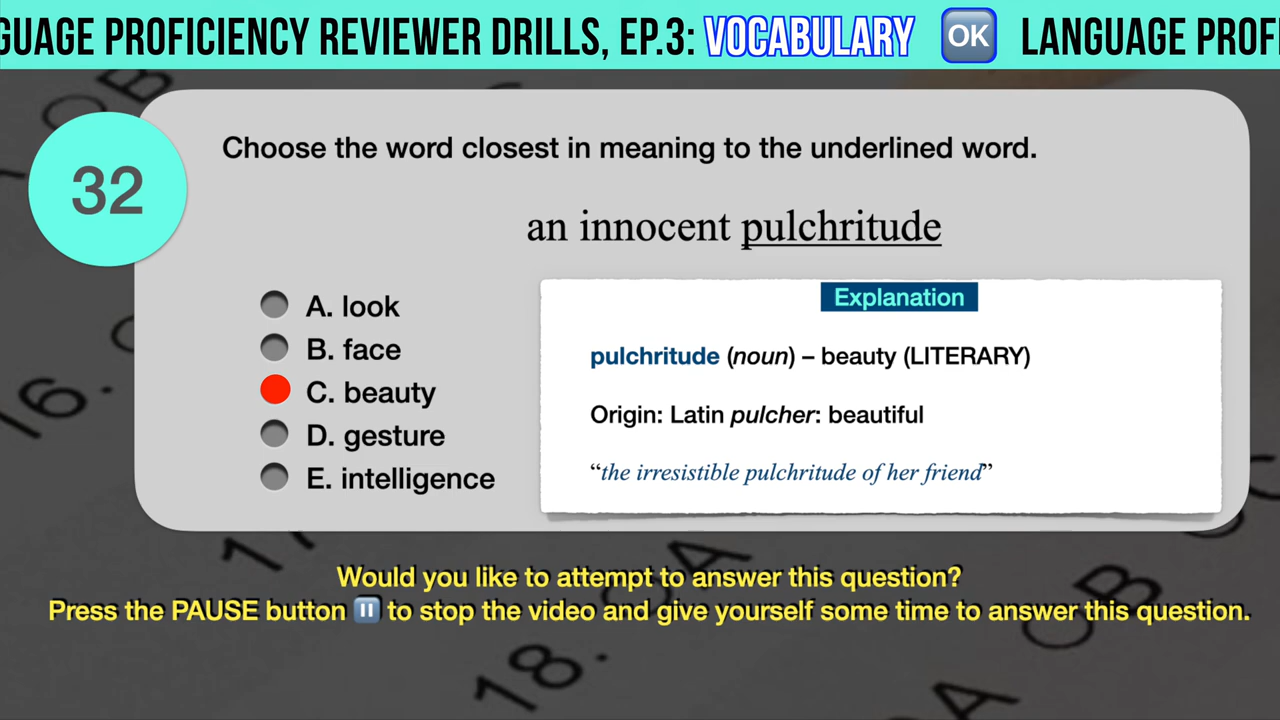 GUAGE PROFICIENCY REVIEWER DRILLS, EP.3: VOCABULARY OK LANGUAGE PROF
32
Choose the word closest in meaning to the underlined word.
an innocent pulchritude
A. look
B. face
C. beauty
D. gesture
E. intelligence
Explanation
pulchritude (noun) – beauty (LITERARY)
Origin: Latin pulcher: beautiful
“the irresistible pulchritude of her friend”
Would you like to attempt to answer this question?
Press the PAUSE button ⏸ to stop the video and give yourself some time to answer this question.
16.
17.
18.
A
B